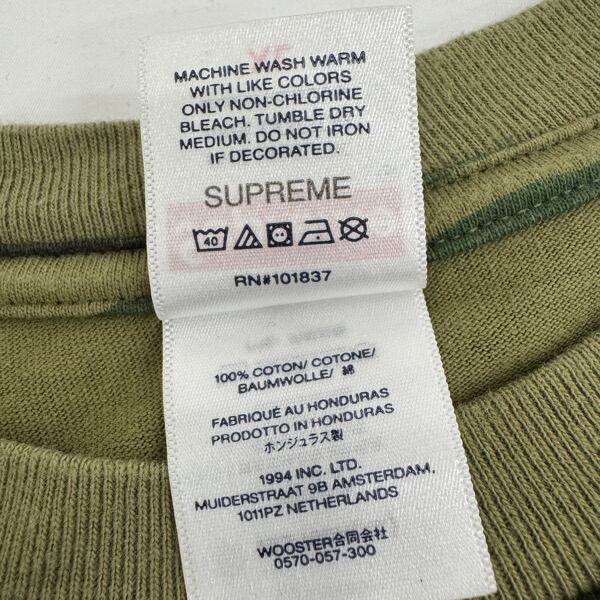 MACHINE WASH WARM
WITH LIKE COLORS
ONLY NON-CHLORINE
BLEACH. TUMBLE DRY
MEDIUM. DO NOT IRON
IF DECORATED.
SUPREME
40
RN#101837
100% COTON/ COTONE/
BAUMWOLLE/ 綿
FABRIQUÉ AU HONDURAS
PRODOTTO IN HONDURAS
ホンジュラス製
1994 INC. LTD.
MUIDERSTRAAT 9B AMSTERDAM,
1011PZ NETHERLANDS
WOOSTER合同会社
0570-057-300